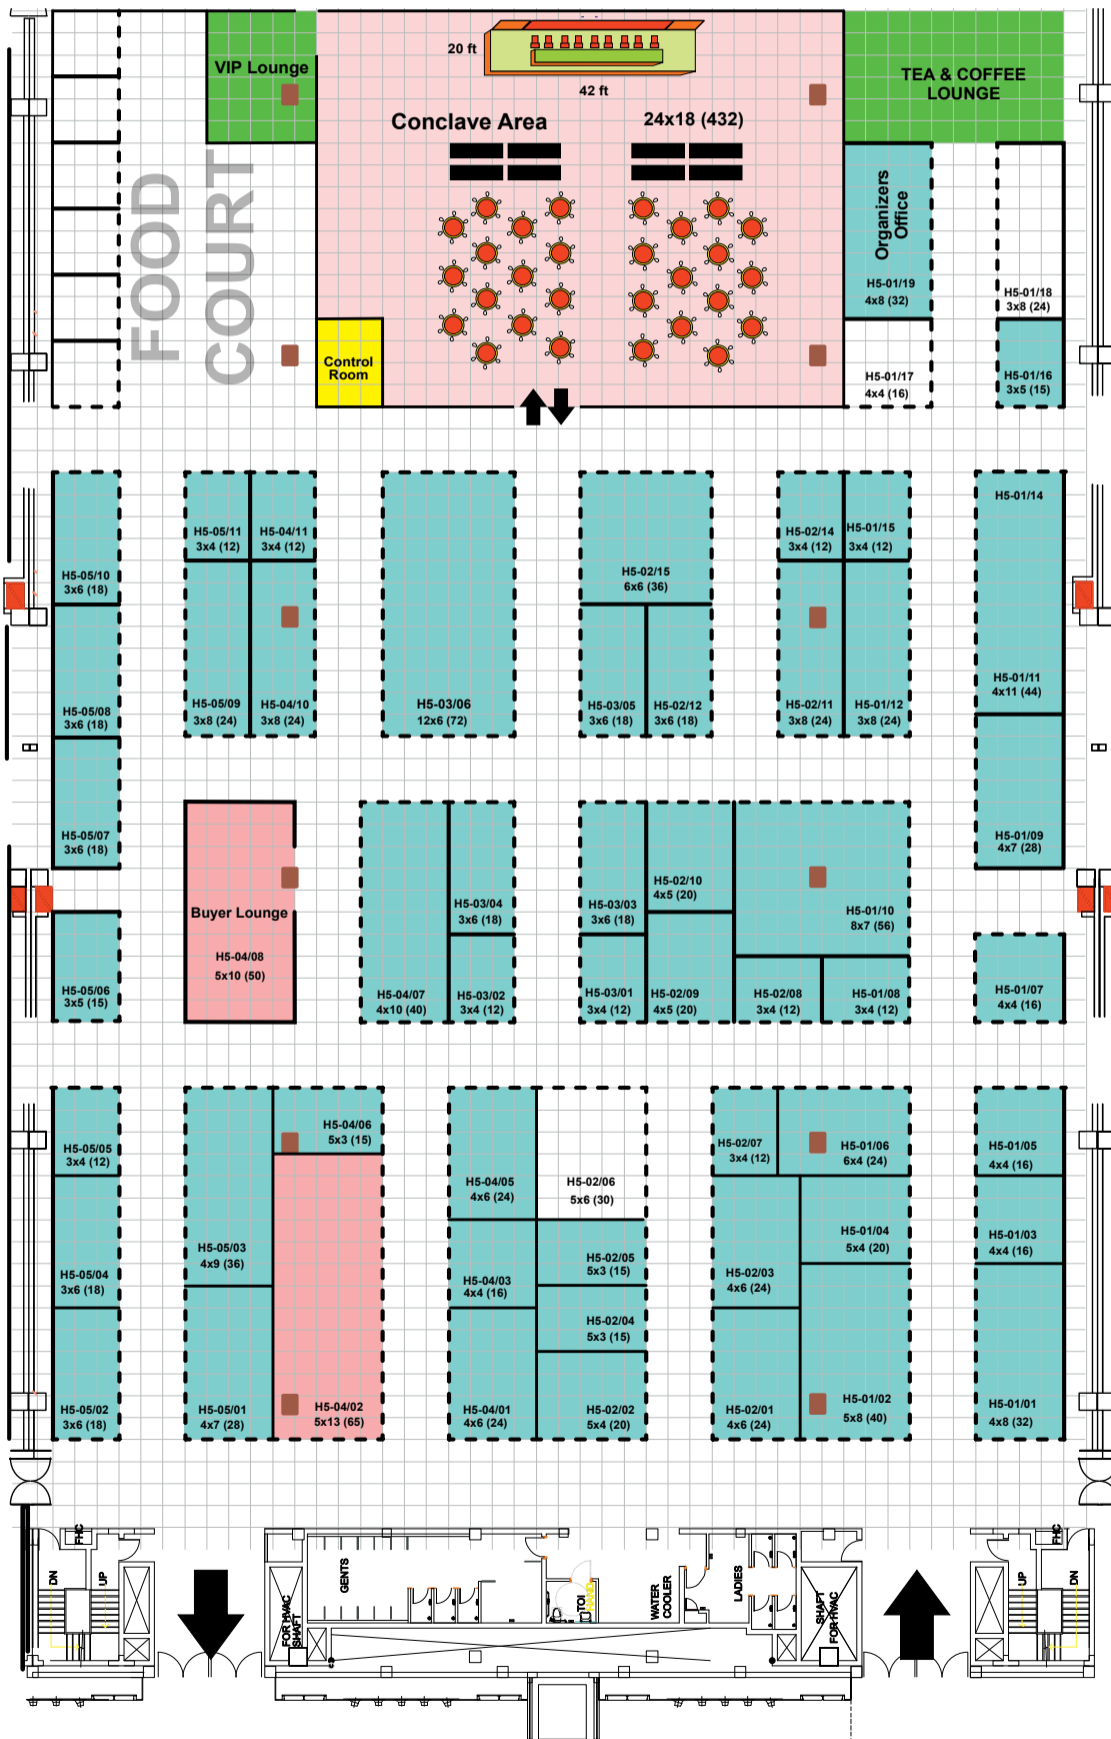 VIP Lounge
20 ft
42 ft
TEA & COFFEE
LOUNGE
Conclave Area
24x18 (432)
FOOD
COURT
Organizers
Office
H5-01/19
4x8 (32)
H5-01/18
3x8 (24)
Control
Room
H5-01/17
4x4 (16)
H5-01/16
3x5 (15)
H5-05/10
3x6 (18)
H5-05/11
3x4 (12)
H5-04/11
3x4 (12)
H5-02/15
6x6 (36)
H5-02/14
3x4 (12)
H5-01/15
3x4 (12)
H5-01/14
H5-05/08
3x6 (18)
H5-05/09
3x8 (24)
H5-04/10
3x8 (24)
H5-03/06
12x6 (72)
H5-03/05
3x6 (18)
H5-02/12
3x6 (18)
H5-02/11
3x8 (24)
H5-01/12
3x8 (24)
H5-01/11
4x11 (44)
H5-05/07
3x6 (18)
H5-01/09
4x7 (28)
Buyer Lounge
H5-04/08
5x10 (50)
H5-03/04
3x6 (18)
H5-03/03
3x6 (18)
H5-02/10
4x5 (20)
H5-01/10
8x7 (56)
H5-05/06
3x5 (15)
H5-04/07
4x10 (40)
H5-03/02
3x4 (12)
H5-03/01
3x4 (12)
H5-02/09
4x5 (20)
H5-02/08
3x4 (12)
H5-01/08
3x4 (12)
H5-01/07
4x4 (16)
H5-05/05
3x4 (12)
H5-04/06
5x3 (15)
H5-02/07
3x4 (12)
H5-01/06
6x4 (24)
H5-01/05
4x4 (16)
H5-04/05
4x6 (24)
H5-02/06
5x6 (30)
H5-05/04
3x6 (18)
H5-05/03
4x9 (36)
H5-04/03
4x4 (16)
H5-02/05
5x3 (15)
H5-02/03
4x6 (24)
H5-01/04
5x4 (20)
H5-01/03
4x4 (16)
H5-02/04
5x3 (15)
H5-05/02
3x6 (18)
H5-05/01
4x7 (28)
H5-04/02
5x13 (65)
H5-04/01
4x6 (24)
H5-02/02
5x4 (20)
H5-02/01
4x6 (24)
H5-01/02
5x8 (40)
H5-01/01
4x8 (32)
FHC
DN
UP
FOR HVAC
SHAFT
GENTS
TOI
HAND
WATER
COOLER
LADIES
SHAFT
FOR HVAC
FHC
UP
DN